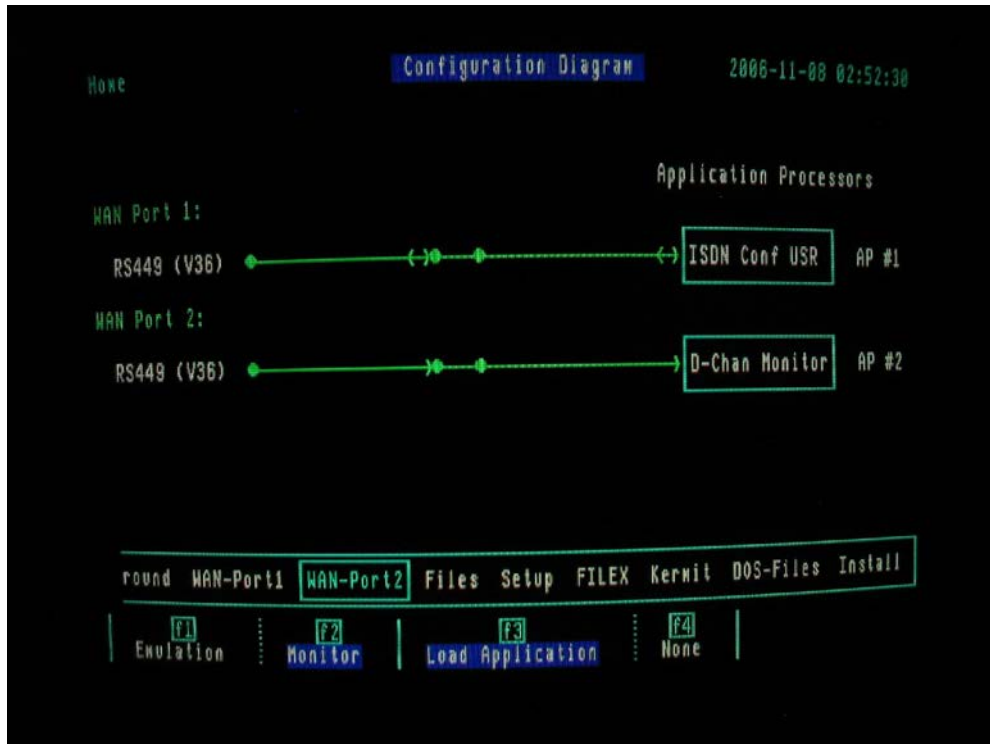 Home Configuration Diagram 2006-11-08 02:52:30
Application Processors
WAN Port 1:
RS449 (V36) ISDN Conf USR AP #1
WAN Port 2:
RS449 (V36) D-Chan Monitor AP #2
round WAN-Port1 WAN-Port2 Files Setup FILEX Kermit DOS-Files Install
f1 f2 f3 f4
Emulation Monitor Load Application None